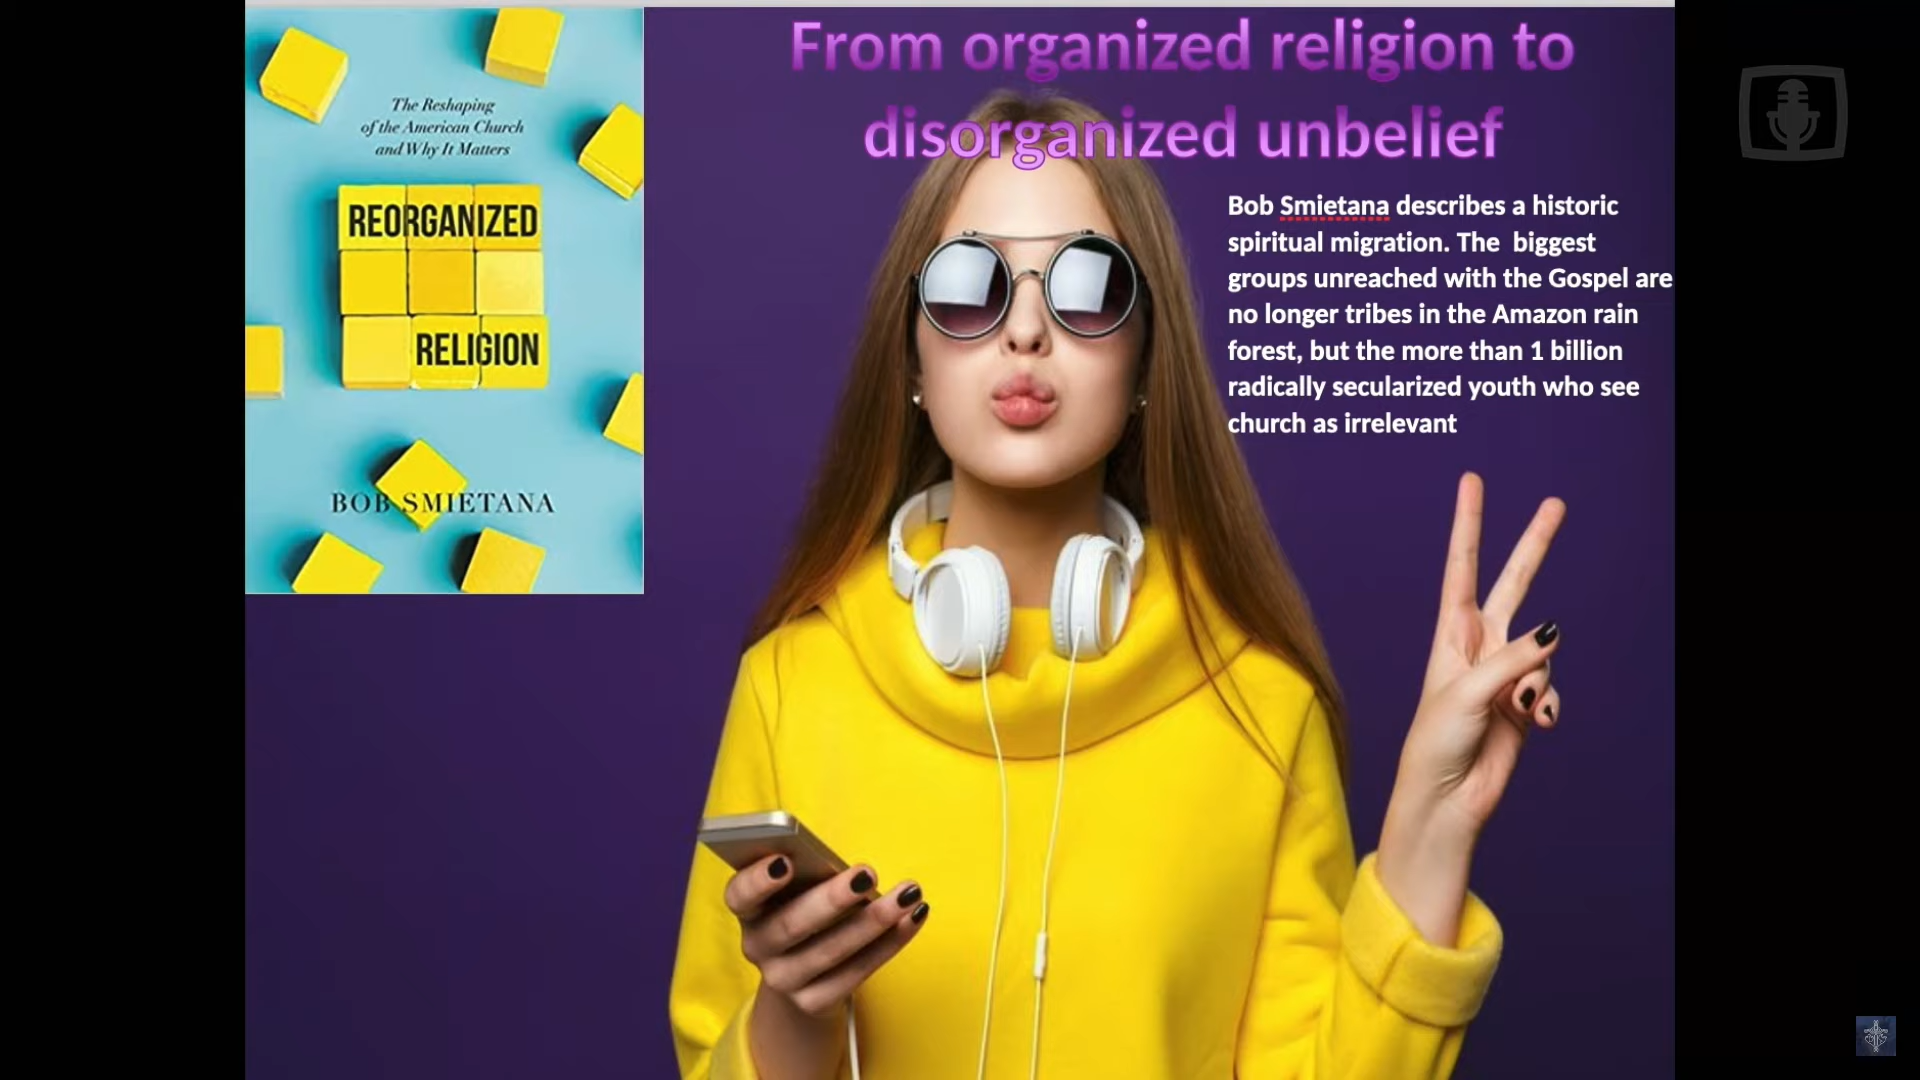 The Reshaping
of the American Church
and Why It Matters
REORGANIZED
RELIGION
BOB SMIETANA
From organized religion to
disorganized unbelief
Bob Smietana describes a historic
spiritual migration. The  biggest
groups unreached with the Gospel are
no longer tribes in the Amazon rain
forest, but the more than 1 billion
radically secularized youth who see
church as irrelevant